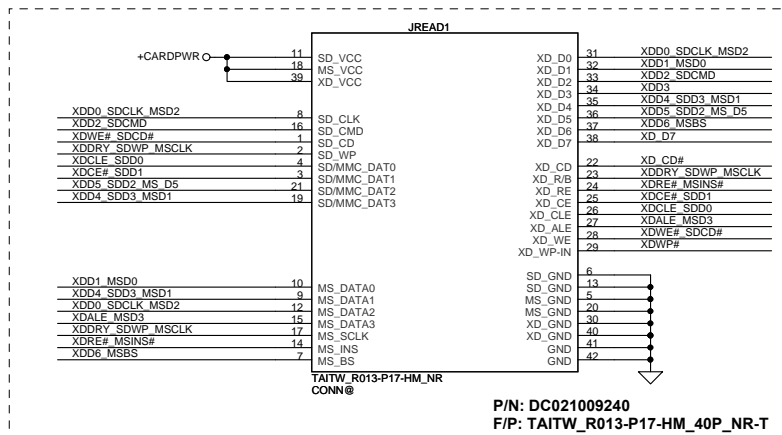 JREAD1
+CARDPWR
11 SD_VCC
18 MS_VCC
39 XD_VCC
XDD0_SDCLK_MSD2 8 SD_CLK
XDD2_SDCMD 16 SD_CMD
XDWE#_SDCD# 1 SD_CD
XDDRY_SDWP_MSCLK 2 SD_WP
XDCLE_SDD0 4 SD/MMC_DAT0
XDCE#_SDD1 3 SD/MMC_DAT1
XDD5_SDD2_MS_D5 21 SD/MMC_DAT2
XDD4_SDD3_MSD1 19 SD/MMC_DAT3
XDD1_MSD0 10 MS_DATA0
XDD4_SDD3_MSD1 9 MS_DATA1
XDD0_SDCLK_MSD2 12 MS_DATA2
XDALE_MSD3 15 MS_DATA3
XDDRY_SDWP_MSCLK 17 MS_SCLK
XDRE#_MSINS# 14 MS_INS
XDD6_MSBS 7 MS_BS
XD_D0 31 XDD0_SDCLK_MSD2
XD_D1 32 XDD1_MSD0
XD_D2 33 XDD2_SDCMD
XD_D3 34 XDD3
XD_D4 35 XDD4_SDD3_MSD1
XD_D5 36 XDD5_SDD2_MS_D5
XD_D6 37 XDD6_MSBS
XD_D7 38 XD_D7
XD_CD 22 XD_CD#
XD_R/B 23 XDDRY_SDWP_MSCLK
XD_RE 24 XDRE#_MSINS#
XD_CE 25 XDCE#_SDD1
XD_CLE 26 XDCLE_SDD0
XD_ALE 27 XDALE_MSD3
XD_WE 28 XDWE#_SDCD#
XD_WP-IN 29 XDWP#
SD_GND 6
SD_GND 13
MS_GND 5
MS_GND 20
XD_GND 30
XD_GND 40
GND 41
GND 42
TAITW_R013-P17-HM_NR
CONN@
P/N: DC021009240
F/P: TAITW_R013-P17-HM_40P_NR-T